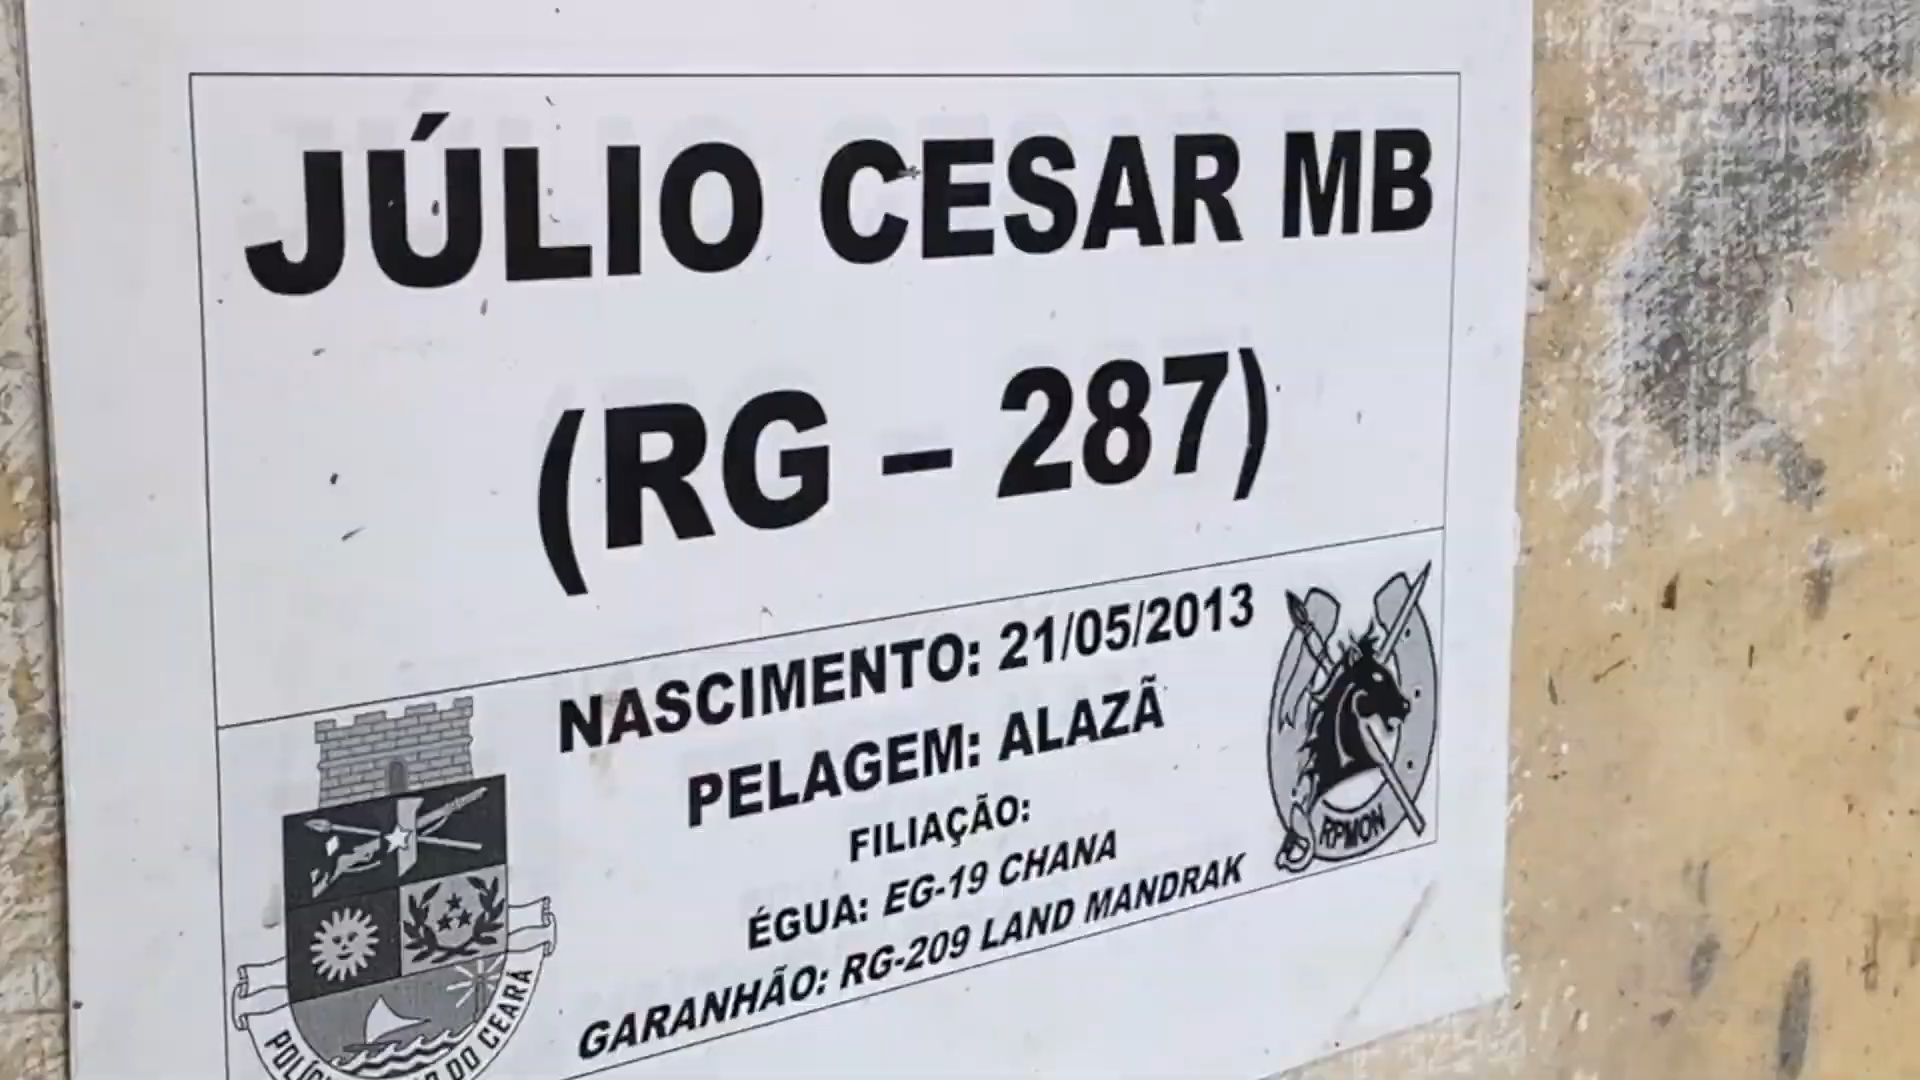 JÚLIO CESAR MB
(RG – 287)
NASCIMENTO: 21/05/2013
PELAGEM: ALAZÃ
FILIAÇÃO:
ÉGUA: EG-19 CHANA
GARANHÃO: RG-209 LAND MANDRAK
RPMON
DO CEARÁ